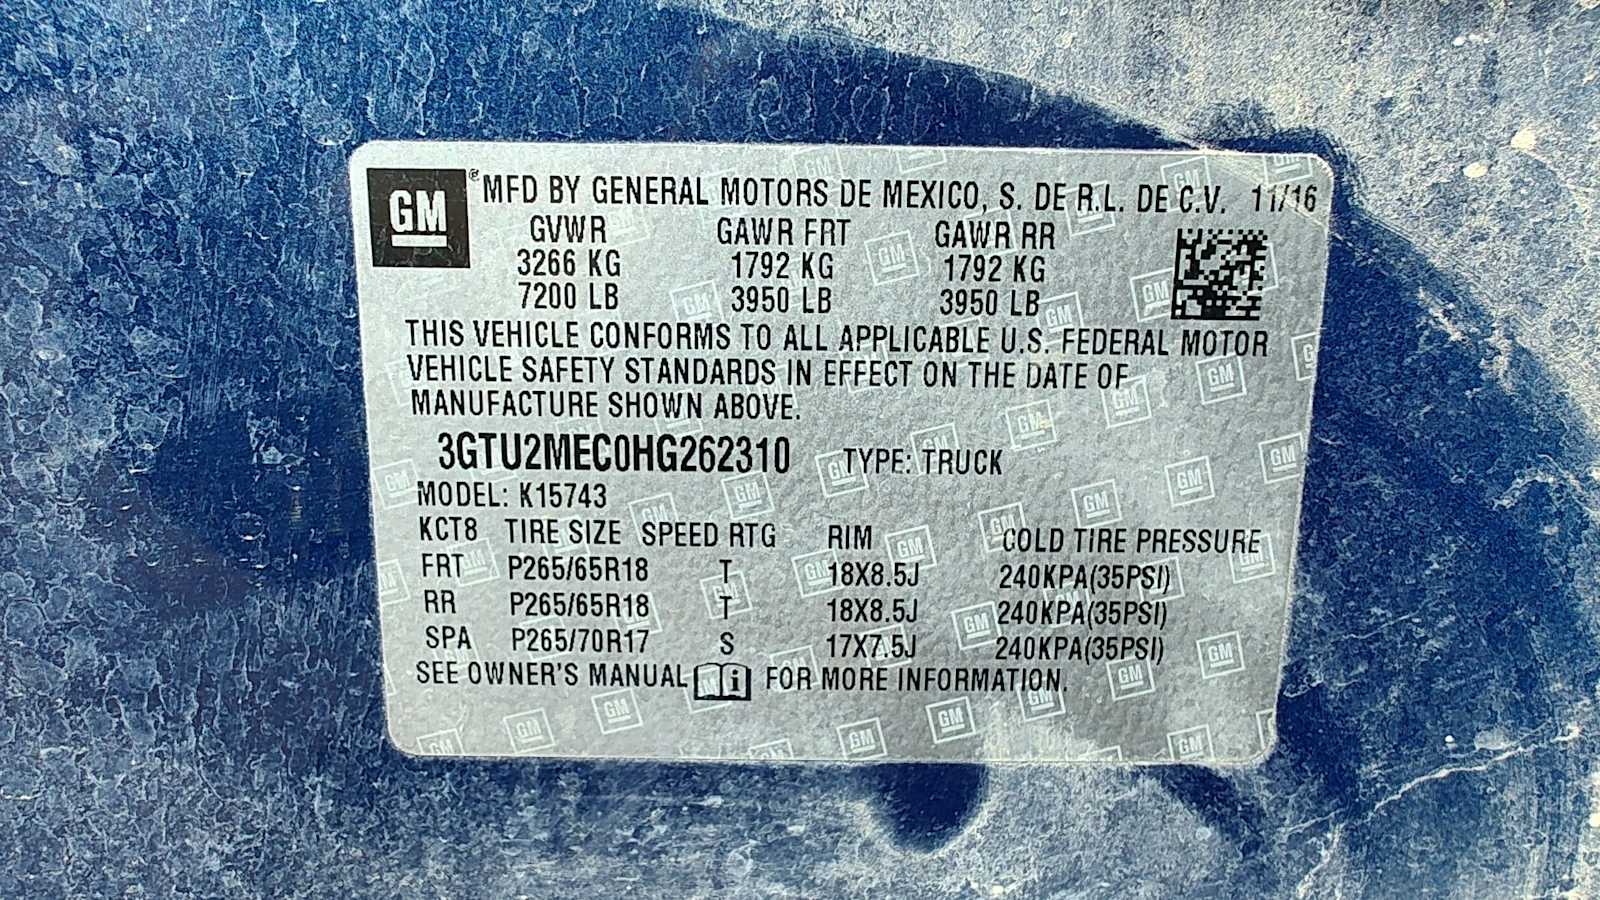 GM ® MFD BY GENERAL MOTORS DE MEXICO, S. DE R.L. DE C.V. 11/16
GVWR GAWR FRT GAWR RR
3266 KG 1792 KG 1792 KG
7200 LB 3950 LB 3950 LB
THIS VEHICLE CONFORMS TO ALL APPLICABLE U.S. FEDERAL MOTOR
VEHICLE SAFETY STANDARDS IN EFFECT ON THE DATE OF
MANUFACTURE SHOWN ABOVE.
3GTU2MEC0HG262310 TYPE: TRUCK
MODEL: K15743
KCT8 TIRE SIZE SPEED RTG RIM COLD TIRE PRESSURE
FRT P265/65R18 T 18X8.5J 240KPA(35PSI)
RR P265/65R18 T 18X8.5J 240KPA(35PSI)
SPA P265/70R17 S 17X7.5J 240KPA(35PSI)
SEE OWNER'S MANUAL i FOR MORE INFORMATION.